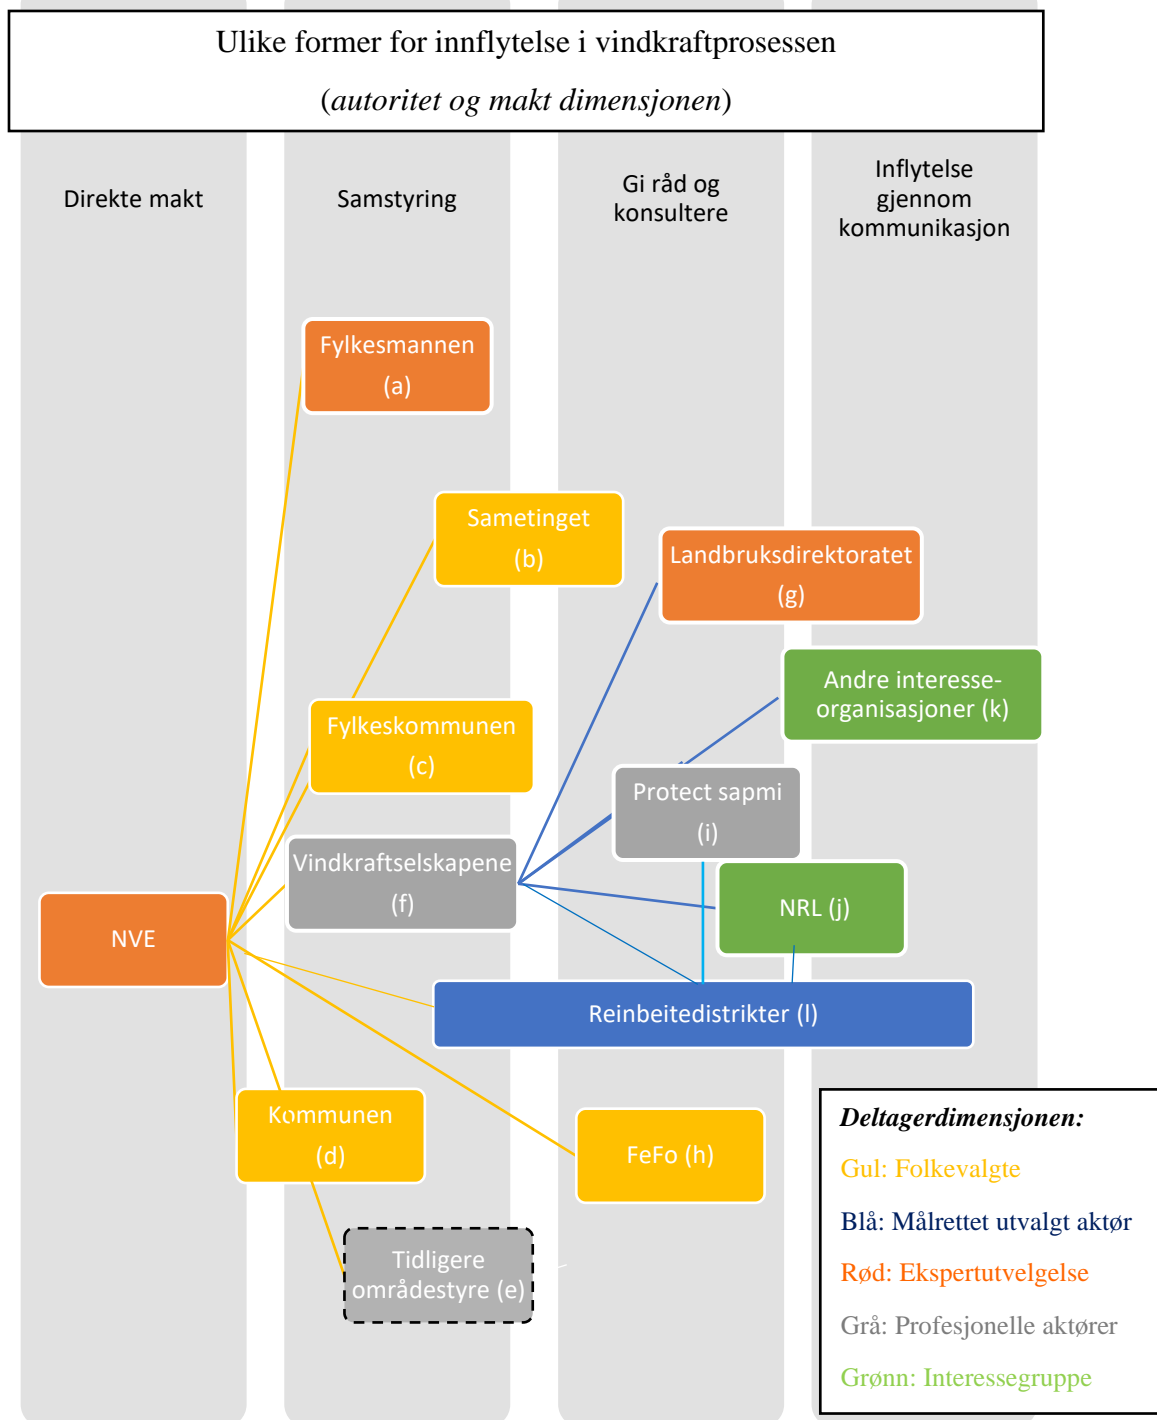 Ulike former for innflytelse i vindkraftprosessen
(autoritet og makt dimensjonen)
Direkte makt
Samstyring
Gi råd og
konsultere
Inflytelse
gjennom
kommunikasjon
Fylkesmannen
(a)
Sametinget
(b)
Landbruksdirektoratet
(g)
Andre interesse-
organisasjoner (k)
Fylkeskommunen
(c)
Protect sapmi
(i)
Vindkraftselskapene
(f)
NRL (j)
NVE
Reinbeitedistrikter (l)
Kommunen
(d)
FeFo (h)
Tidligere
områdestyre (e)
Deltagerdimensjonen:
Gul: Folkevalgte
Blå: Målrettet utvalgt aktør
Rød: Ekspertutvelgelse
Grå: Profesjonelle aktører
Grønn: Interessegruppe